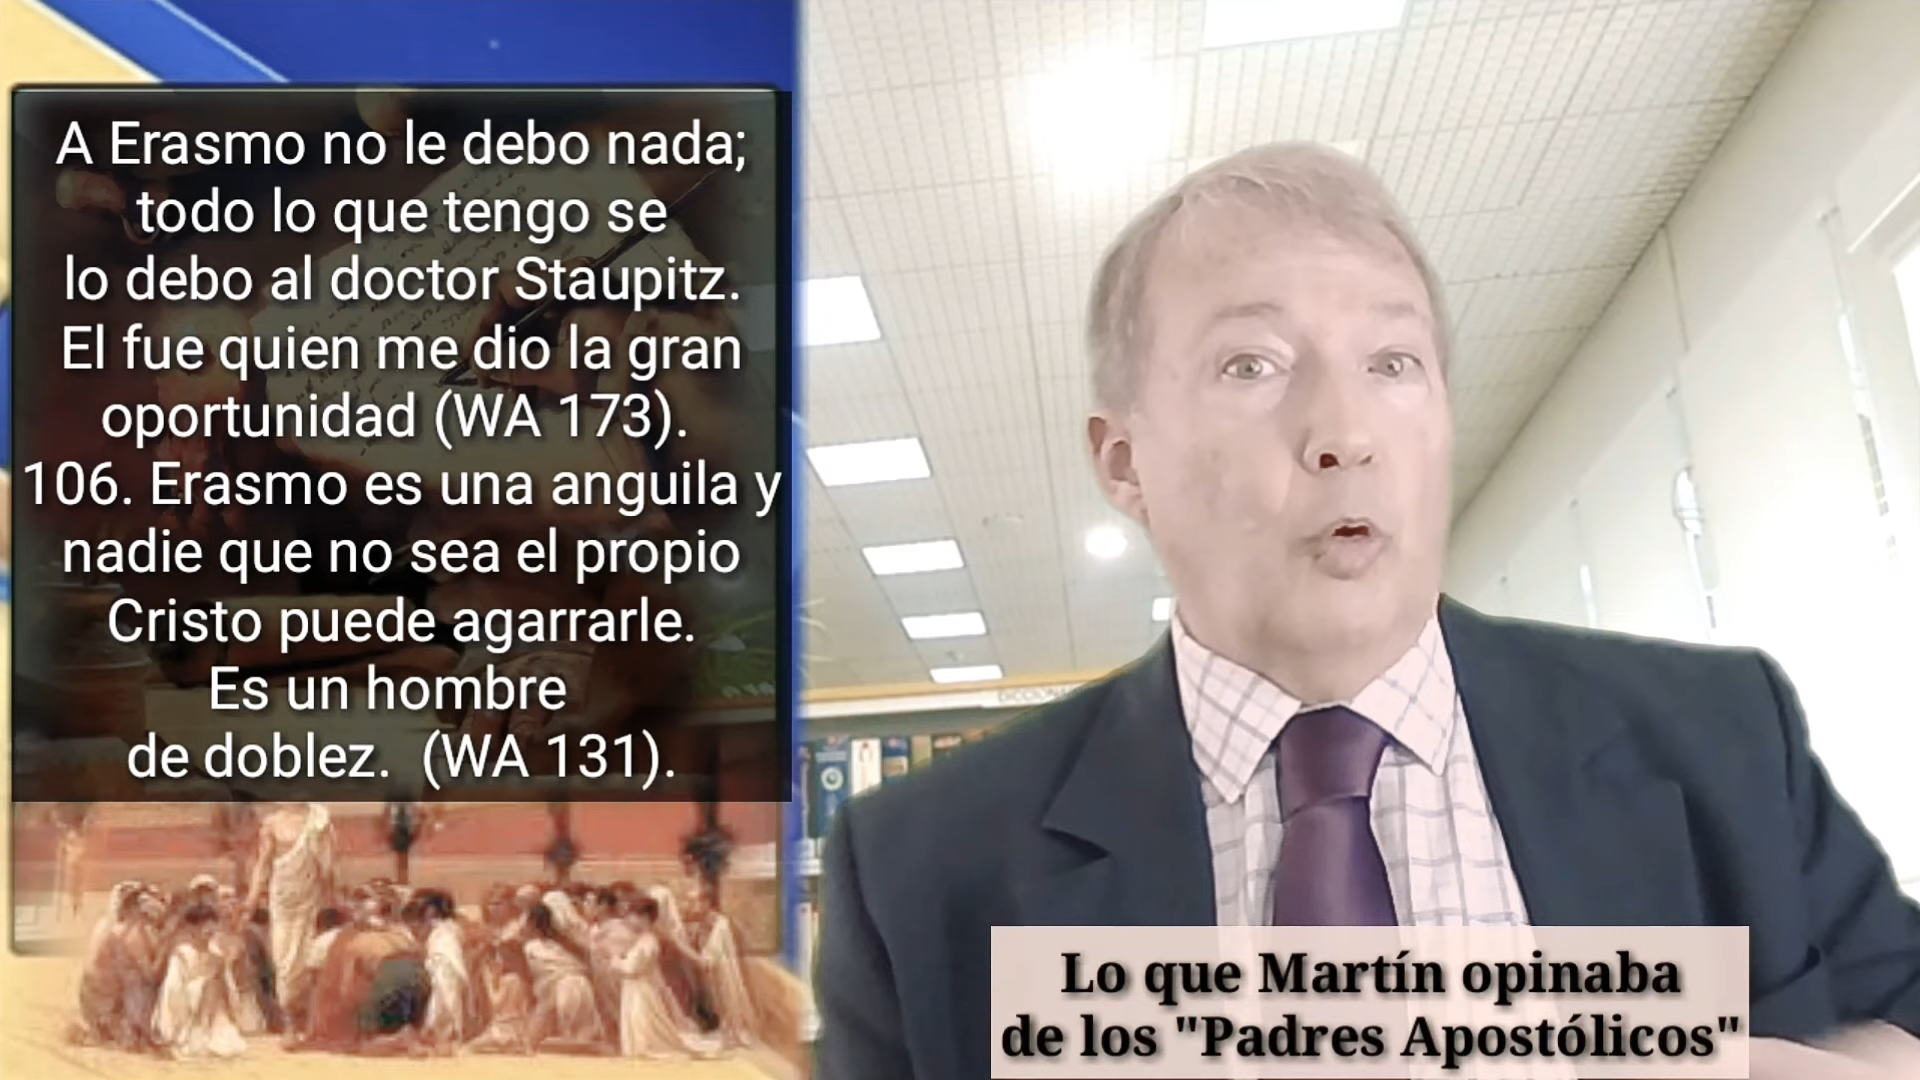 A Erasmo no le debo nada;
todo lo que tengo se
lo debo al doctor Staupitz.
El fue quien me dio la gran
oportunidad (WA 173).
106. Erasmo es una anguila y
nadie que no sea el propio
Cristo puede agarrarle.
Es un hombre
de doblez. (WA 131).
Lo que Martín opinaba
de los "Padres Apostólicos"